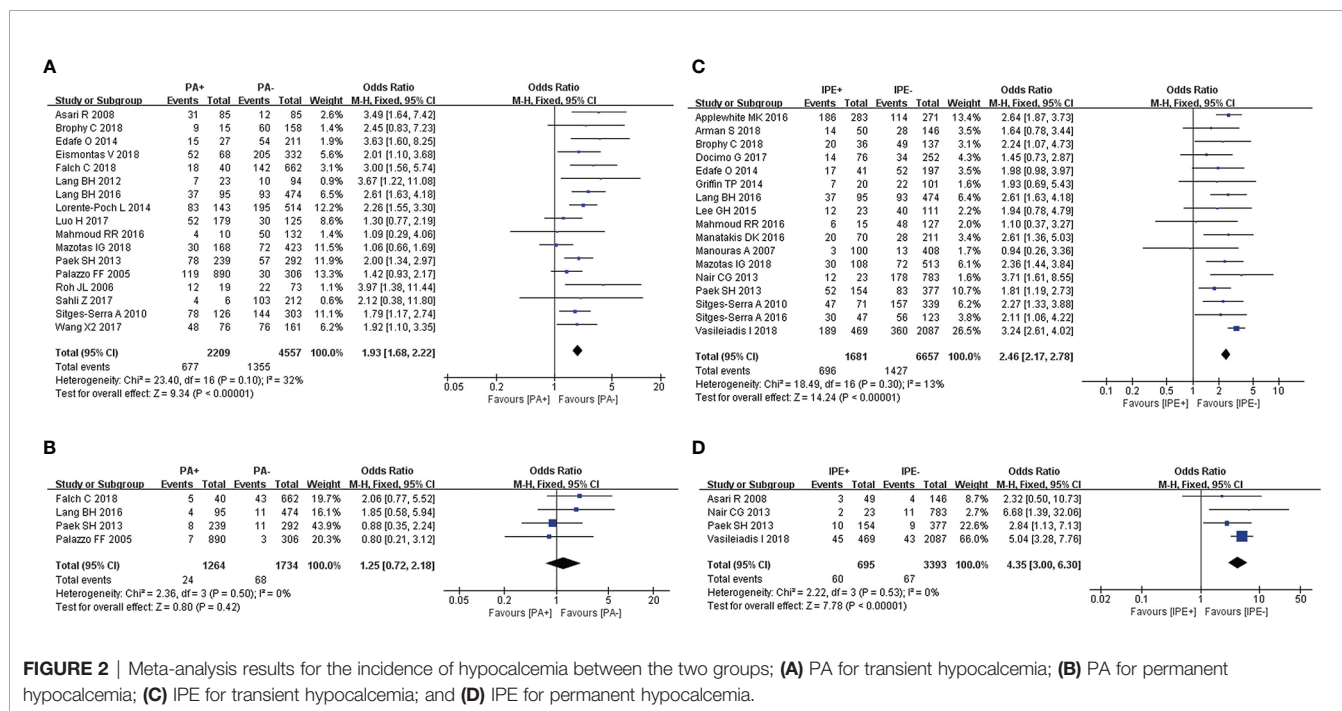 A
PA+ PA- Odds Ratio Odds Ratio
Study or Subgroup Events Total Events Total Weight M-H, Fixed, 95% CI M-H, Fixed, 95% CI
Asari R 2008 31 85 12 85 2.6% 3.49 [1.64, 7.42]
Brophy C 2018 9 15 60 158 1.4% 2.45 [0.83, 7.23]
Edafe O 2014 15 27 54 211 1.9% 3.63 [1.60, 8.25]
Eismontas V 2018 52 68 205 332 5.5% 2.01 [1.10, 3.68]
Falch C 2018 18 40 142 662 3.0% 3.00 [1.56, 5.74]
Lang BH 2012 7 23 10 94 0.9% 3.67 [1.22, 11.08]
Lang BH 2016 37 95 93 474 6.7% 2.61 [1.63, 4.18]
Lorente-Poch L 2014 83 143 195 514 12.2% 2.26 [1.55, 3.30]
Luo H 2017 52 179 30 125 8.5% 1.30 [0.77, 2.19]
Mahmoud RR 2016 4 10 50 132 1.4% 1.09 [0.29, 4.06]
Mazotas IG 2018 30 168 72 423 11.5% 1.06 [0.66, 1.69]
Paek SH 2013 78 239 57 292 11.8% 2.00 [1.34, 2.97]
Palazzo FF 2005 119 890 30 306 13.3% 1.42 [0.93, 2.17]
Roh JL 2006 12 19 22 73 1.1% 3.97 [1.38, 11.44]
Sahli Z 2017 4 6 103 212 0.7% 2.12 [0.38, 11.80]
Sitges-Serra A 2010 78 126 144 303 11.1% 1.79 [1.17, 2.74]
Wang X2 2017 48 76 76 161 6.2% 1.92 [1.10, 3.35]
Total (95% CI) 2209 4557 100.0% 1.93 [1.68, 2.22]
Total events 677 1355
Heterogeneity: Chi² = 23.40, df = 16 (P = 0.10); I² = 32%
Test for overall effect: Z = 9.34 (P < 0.00001)
0.05 0.2 1 5 20
Favours [PA+] Favours [PA-]
B
PA+ PA- Odds Ratio Odds Ratio
Study or Subgroup Events Total Events Total Weight M-H, Fixed, 95% CI M-H, Fixed, 95% CI
Falch C 2018 5 40 43 662 19.7% 2.06 [0.77, 5.52]
Lang BH 2016 4 95 11 474 16.1% 1.85 [0.58, 5.94]
Paek SH 2013 8 239 11 292 43.9% 0.88 [0.35, 2.24]
Palazzo FF 2005 7 890 3 306 20.3% 0.80 [0.21, 3.12]
Total (95% CI) 1264 1734 100.0% 1.25 [0.72, 2.18]
Total events 24 68
Heterogeneity: Chi² = 2.36, df = 3 (P = 0.50); I² = 0%
Test for overall effect: Z = 0.80 (P = 0.42)
0.05 0.2 1 5 20
Favours [PA+] Favours [PA-]
C
IPE+ IPE- Odds Ratio Odds Ratio
Study or Subgroup Events Total Events Total Weight M-H, Fixed, 95% CI M-H, Fixed, 95% CI
Applewhite MK 2016 186 283 114 271 13.4% 2.64 [1.87, 3.73]
Arman S 2018 14 50 28 146 3.0% 1.64 [0.78, 3.44]
Brophy C 2018 20 36 49 137 2.2% 2.24 [1.07, 4.73]
Docimo G 2017 14 76 34 252 4.1% 1.45 [0.73, 2.87]
Edafe O 2014 17 41 52 197 3.1% 1.98 [0.98, 3.97]
Griffin TP 2014 7 20 22 101 1.5% 1.93 [0.69, 5.43]
Lang BH 2016 37 95 93 474 6.8% 2.61 [1.63, 4.18]
Lee GH 2015 12 23 40 111 2.1% 1.94 [0.78, 4.79]
Mahmoud RR 2016 6 15 48 127 1.9% 1.10 [0.37, 3.27]
Manatakis DK 2016 20 70 28 211 3.2% 2.61 [1.36, 5.03]
Manouras A 2007 3 100 13 408 2.1% 0.94 [0.26, 3.36]
Mazotas IG 2018 30 108 72 513 7.5% 2.36 [1.44, 3.84]
Nair CG 2013 12 23 178 783 2.0% 3.71 [1.61, 8.55]
Paek SH 2013 52 154 83 377 13.6% 1.81 [1.19, 2.73]
Sitges-Serra A 2010 47 71 157 339 6.1% 2.27 [1.33, 3.88]
Sitges-Serra A 2016 30 47 56 123 2.8% 2.11 [1.06, 4.22]
Vasileiadis I 2018 189 469 360 2087 26.5% 3.24 [2.61, 4.02]
Total (95% CI) 1681 6657 100.0% 2.46 [2.17, 2.78]
Total events 696 1427
Heterogeneity: Chi² = 18.49, df = 16 (P = 0.30); I² = 13%
Test for overall effect: Z = 14.24 (P < 0.00001)
0.1 0.2 0.5 1 2 5 10
Favours [IPE+] Favours [IPE-]
D
IPE+ IPE- Odds Ratio Odds Ratio
Study or Subgroup Events Total Events Total Weight M-H, Fixed, 95% CI M-H, Fixed, 95% CI
Asari R 2008 3 49 4 146 8.7% 2.32 [0.50, 10.73]
Nair CG 2013 2 23 11 783 2.7% 6.68 [1.39, 32.06]
Paek SH 2013 10 154 9 377 22.6% 2.84 [1.13, 7.13]
Vasileiadis I 2018 45 469 43 2087 66.0% 5.04 [3.28, 7.76]
Total (95% CI) 695 3393 100.0% 4.35 [3.00, 6.30]
Total events 60 67
Heterogeneity: Chi² = 2.22, df = 3 (P = 0.53); I² = 0%
Test for overall effect: Z = 7.78 (P < 0.00001)
0.02 0.1 1 10 50
Favours [IPE+] Favours [IPE-]
FIGURE 2 | Meta-analysis results for the incidence of hypocalcemia between the two groups; (A) PA for transient hypocalcemia; (B) PA for permanent
hypocalcemia; (C) IPE for transient hypocalcemia; and (D) IPE for permanent hypocalcemia.